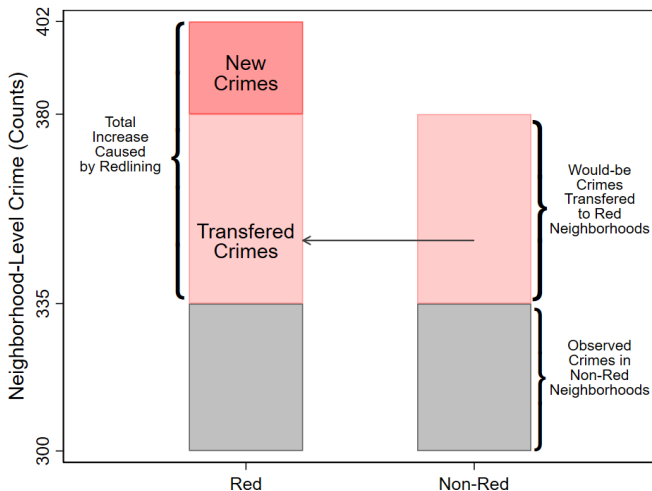 Neighborhood-Level Crime (Counts)
402
380
335
300
Total
Increase
Caused
by Redlining
New
Crimes
Transfered
Crimes
Would-be
Crimes
Transfered
to Red
Neighborhoods
Observed
Crimes in
Non-Red
Neighborhoods
Red
Non-Red